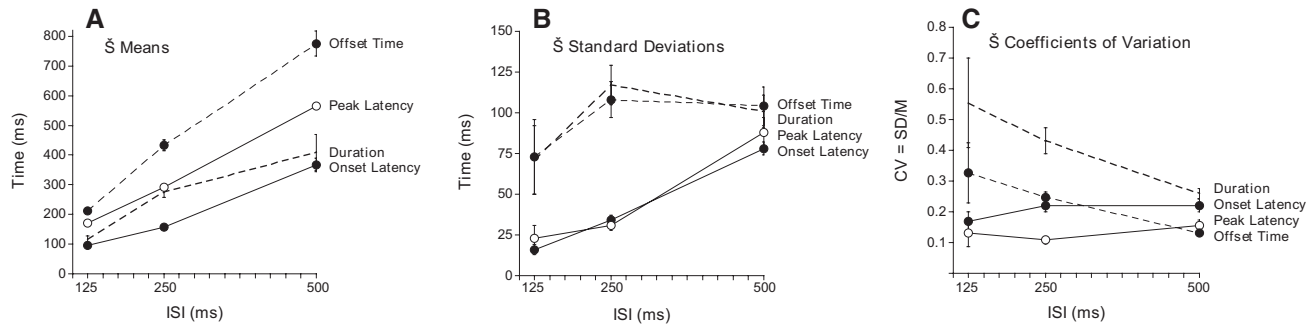 A
Š Means
800
700
600
500
400
300
200
100
0
Time (ms)
125
250
500
ISI (ms)
Offset Time
Peak Latency
Duration
Onset Latency
B
Š Standard Deviations
150
125
100
75
50
25
0
Time (ms)
125
250
500
ISI (ms)
Offset Time
Duration
Peak Latency
Onset Latency
C
Š Coefficients of Variation
0.8
0.7
0.6
0.5
0.4
0.3
0.2
0.1
CV = SD/M
125
250
500
ISI (ms)
Duration
Onset Latency
Peak Latency
Offset Time